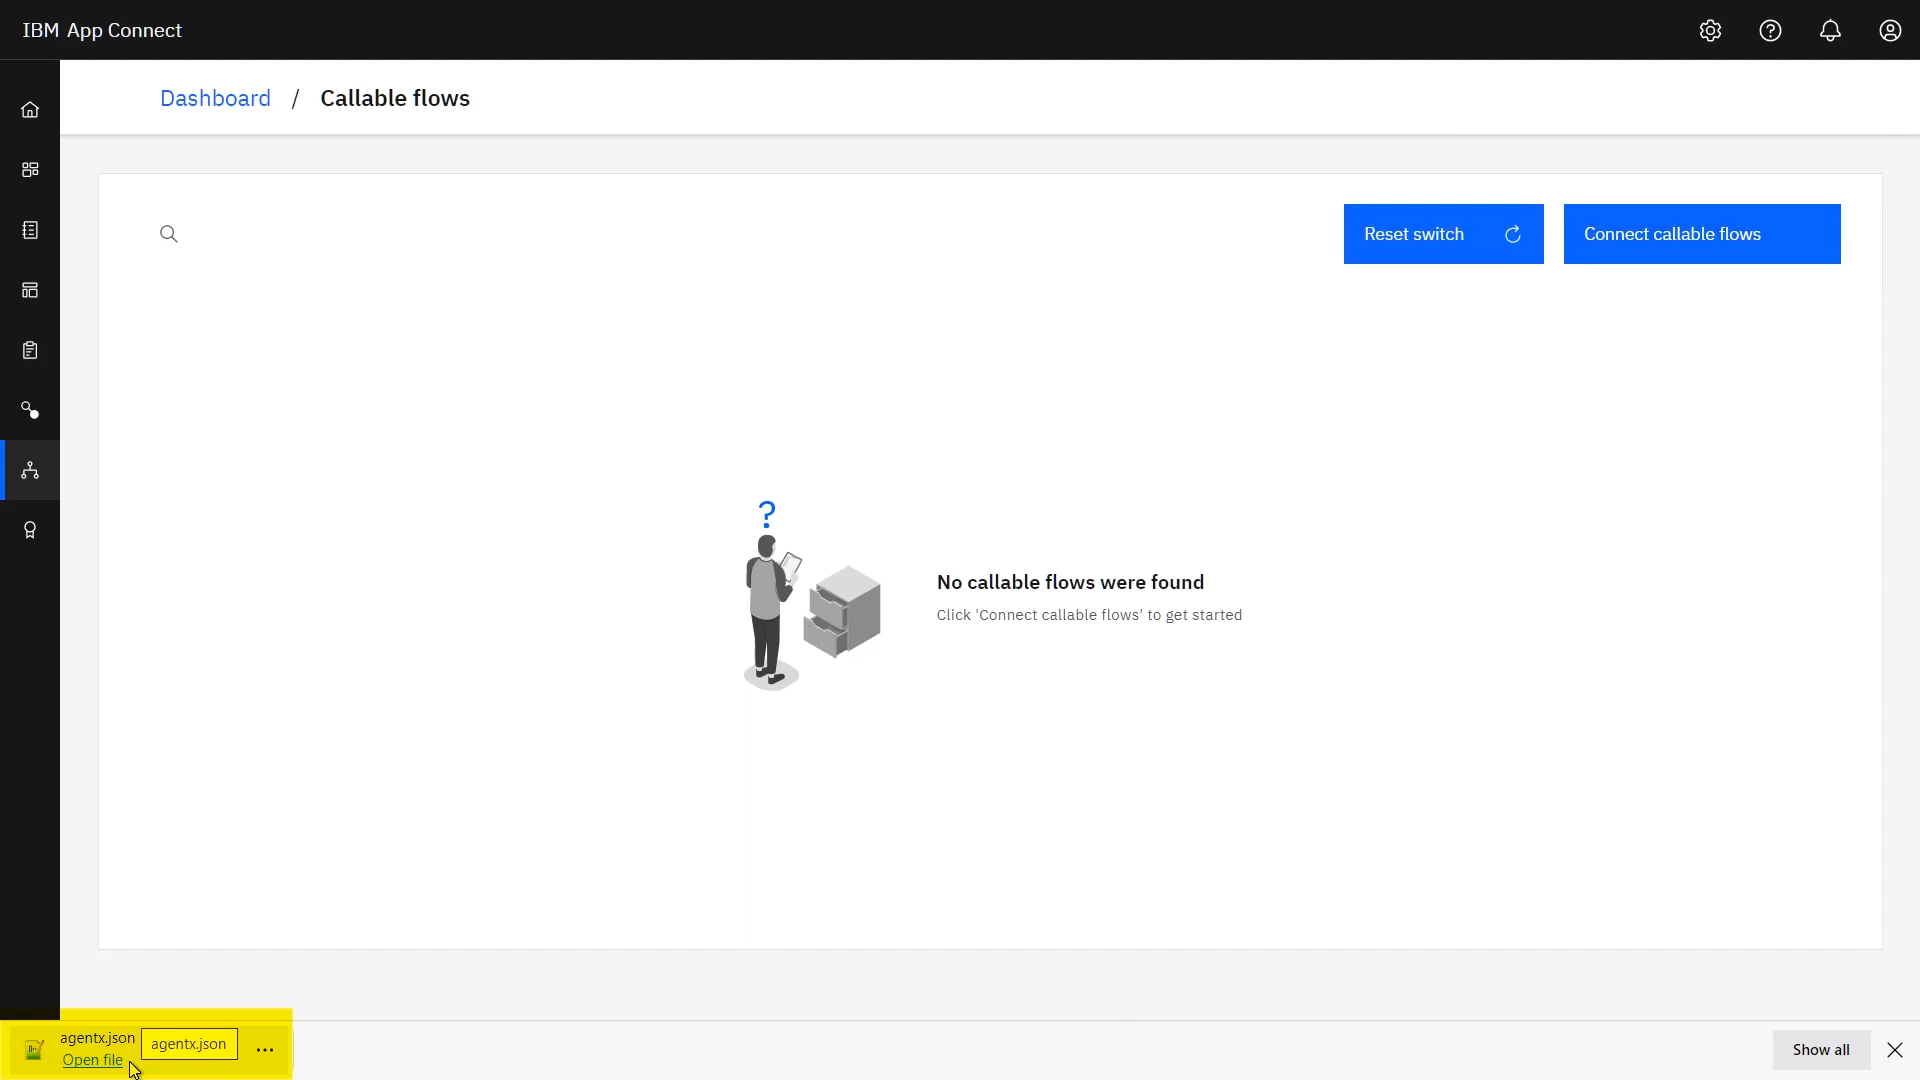 IBM App Connect
Dashboard / Callable flows
Reset switch
Connect callable flows
?
No callable flows were found
Click 'Connect callable flows' to get started
agentx.json
agentx.json
Open file
...
Show all